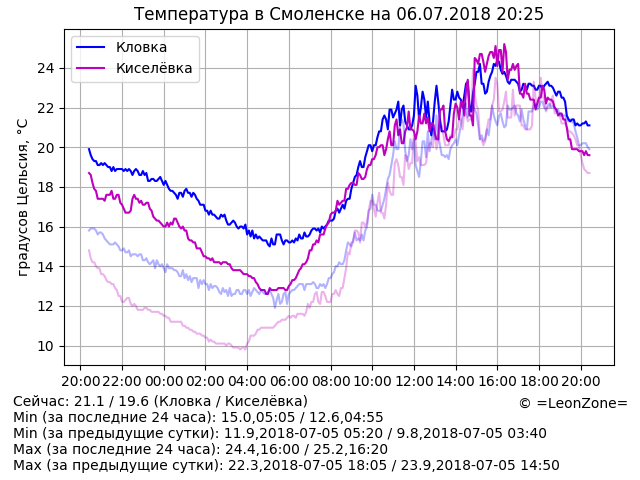 Температура в Смоленске на 06.07.2018 20:25
Кловка
Киселёвка
градусов Цельсия, °C
24
22
20
18
16
14
12
10
20:00 22:00 00:00 02:00 04:00 06:00 08:00 10:00 12:00 14:00 16:00 18:00 20:00
Сейчас: 21.1 / 19.6 (Кловка / Киселёвка)
© =LeonZone=
Min (за последние 24 часа): 15.0,05:05 / 12.6,04:55
Min (за предыдущие сутки): 11.9,2018-07-05 05:20 / 9.8,2018-07-05 03:40
Max (за последние 24 часа): 24.4,16:00 / 25.2,16:20
Max (за предыдущие сутки): 22.3,2018-07-05 18:05 / 23.9,2018-07-05 14:50